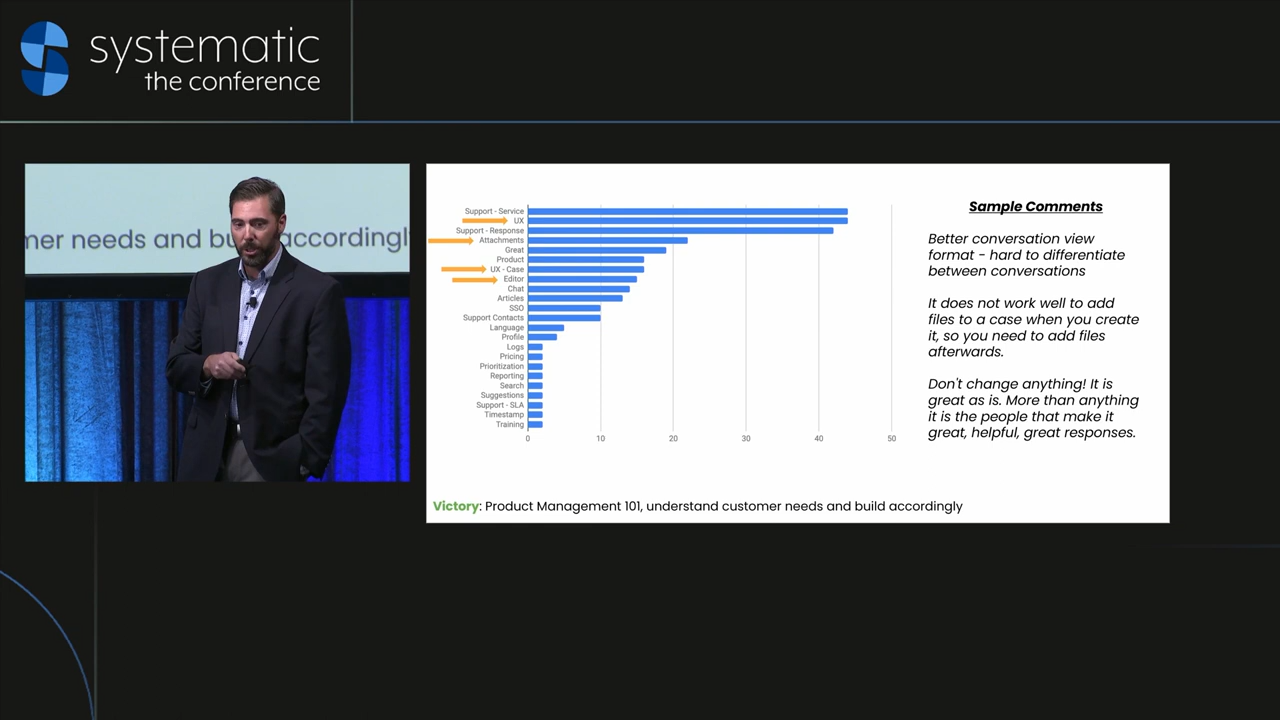 systematic
the conference
mer needs and bu accordingly
Support - Service
UX
Support - Response
Attachments
Great
Product
UX - Case
Editor
Chat
Articles
SSO
Support Contacts
Language
Profile
Logs
Pricing
Prioritization
Reporting
Search
Suggestions
Support - SLA
Timestamp
Training
0 10 20 30 40 50
Sample Comments
Better conversation view
format - hard to differentiate
between conversations
It does not work well to add
files to a case when you create
it, so you need to add files
afterwards.
Don't change anything! It is
great as is. More than anything
it is the people that make it
great, helpful, great responses.
Victory: Product Management 101, understand customer needs and build accordingly